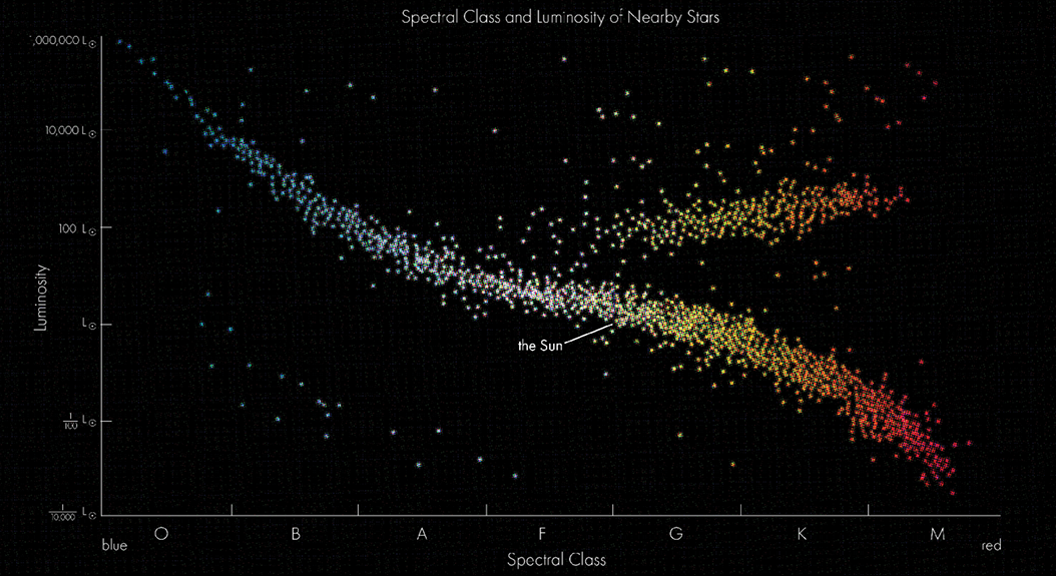 Spectral Class and Luminosity of Nearby Stars
1,000,000 L☉
10,000 L☉
100 L☉
L☉
1/100 L☉
1/10,000 L☉
Luminosity
the Sun
O B A F G K M
blue red
Spectral Class